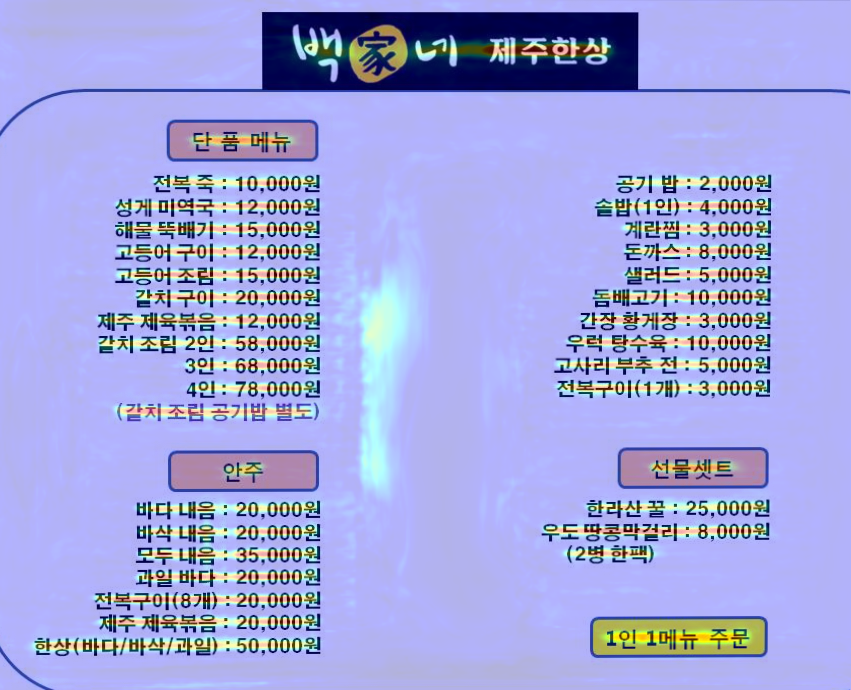 백家네 제주한상
단 품 메뉴
전복 죽 : 10,000원
성게 미역국 : 12,000원
해물 뚝배기 : 15,000원
고등어 구이 : 12,000원
고등어 조림 : 15,000원
갈치 구이 : 20,000원
제주 제육볶음 : 12,000원
갈치 조림 2인 : 58,000원
3인 : 68,000원
4인 : 78,000원
(갈치 조림 공기밥 별도)
안주
바다 내음 : 20,000원
바삭 내음 : 20,000원
모두 내음 : 35,000원
과일 바다 : 20,000원
전복구이(8개) : 20,000원
제주 제육볶음 : 20,000원
한상(바다/바삭/과일) : 50,000원
공기 밥 : 2,000원
솥밥(1인) : 4,000원
계란찜 : 3,000원
돈까스 : 8,000원
샐러드 : 5,000원
돔배고기 : 10,000원
간장 황게장 : 3,000원
우럭 탕수육 : 10,000원
고사리 부추 전 : 5,000원
전복구이(1개) : 3,000원
선물셋트
한라산 꿀 : 25,000원
우도 땅콩막걸리 : 8,000원
(2병 한팩)
1인 1메뉴 주문